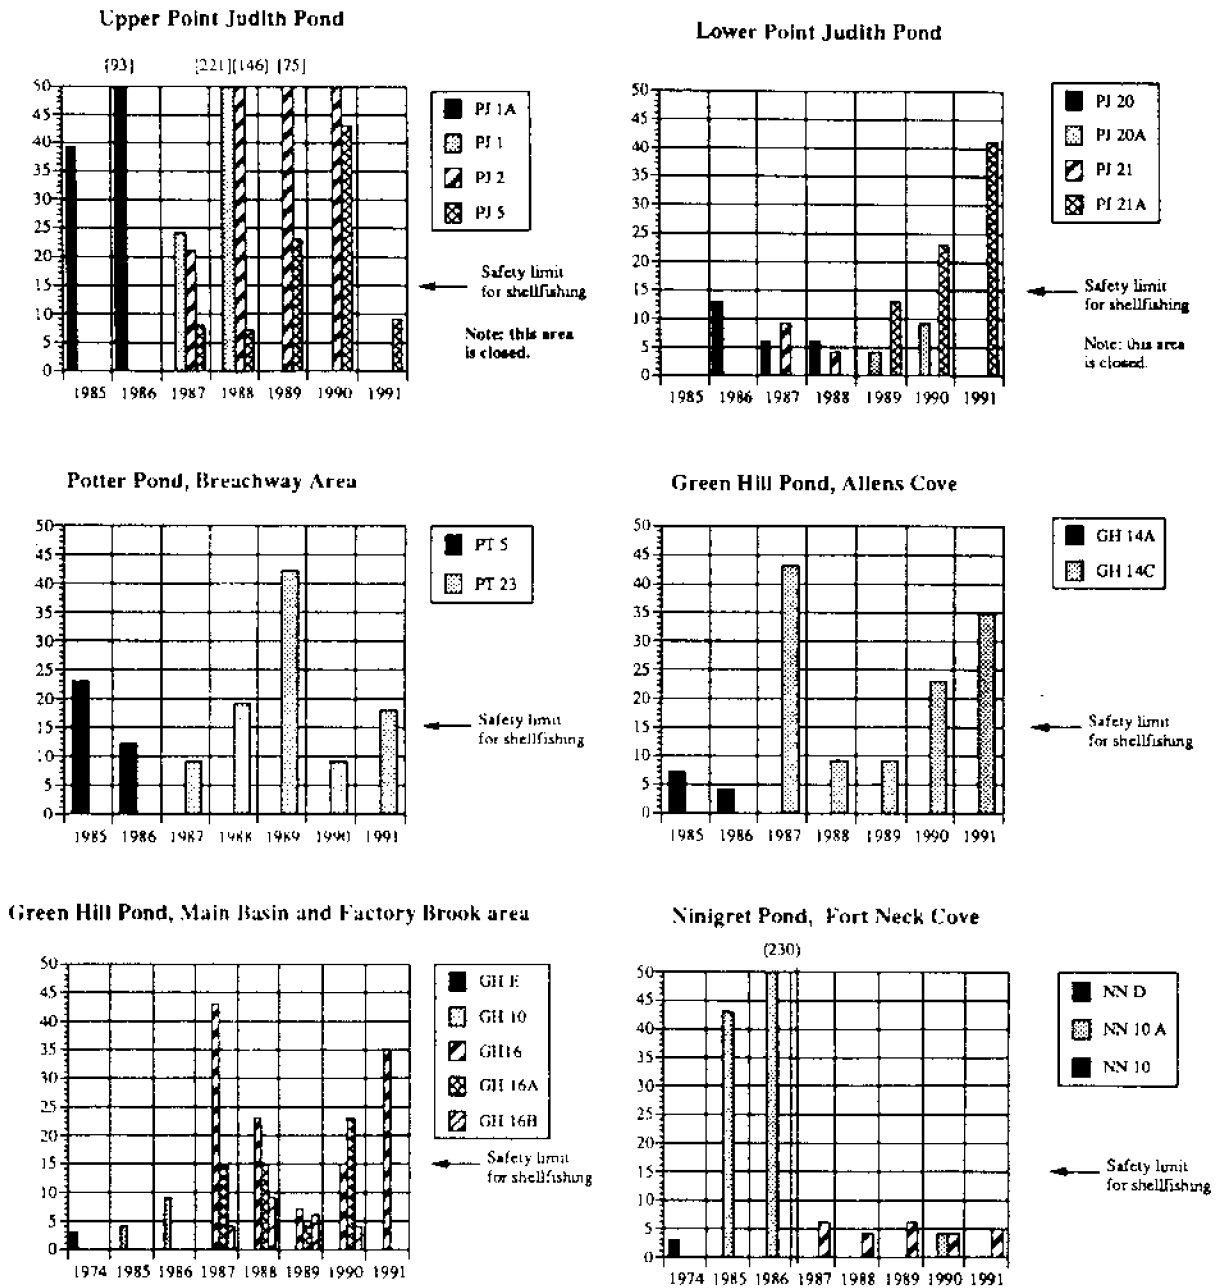 Upper Point Judith Pond
(93) [221] (146) (75)
50
45
40
35
30
25
20
15
10
5
0
1985 1986 1987 1988 1989 1990 1991
PJ 1A
PJ 1
PJ 2
PJ 5
Safety limit
for shellfishing
Note: this area
is closed.
Lower Point Judith Pond
50
45
40
35
30
25
20
15
10
5
0
1985 1986 1987 1988 1989 1990 1991
PJ 20
PJ 20A
PJ 21
PJ 21A
Safety limit
for shellfishing
Note: this area
is closed.
Potter Pond, Breachway Area
50
45
40
35
30
25
20
15
10
5
0
1985 1986 1987 1988 1989 1990 1991
PT 5
PT 23
Safety limit
for shellfishing
Green Hill Pond, Allens Cove
50
45
40
35
30
25
20
15
10
5
0
1985 1986 1987 1988 1989 1990 1991
GH 14A
GH 14C
Safety limit
for shellfishing
Green Hill Pond, Main Basin and Factory Brook area
50
45
40
35
30
25
20
15
10
5
0
1974 1985 1986 1987 1988 1989 1990 1991
GH E
GH 10
GH16
GH 16A
GH 16B
Safety limit
for shellfishing
Ninigret Pond, Fort Neck Cove
(230)
50
45
40
35
30
25
20
15
10
5
0
1974 1985 1986 1987 1988 1989 1990 1991
NN D
NN 10 A
NN 10
Safety limit
for shellfishing